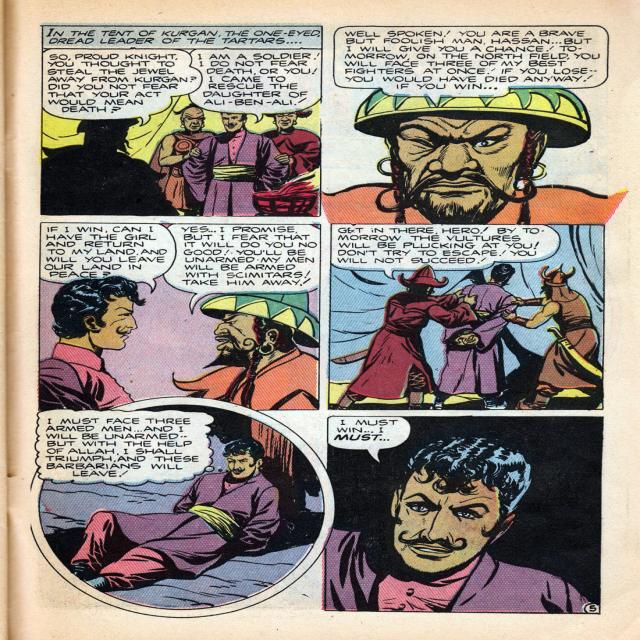 IN THE TENT OF KURGAN, THE ONE-EYED,
DREAD LEADER OF THE TARTARS....
SO, PROUD KNIGHT,
YOU THOUGHT TO
STEAL THE JEWEL
AWAY FROM KURGAN?
DID YOU NOT FEAR
THAT YOUR ACT
WOULD MEAN
DEATH?
I AM A SOLDIER!
I DO NOT FEAR
DEATH, OR YOU!
I CAME TO
RESCUE THE
DAUGHTER OF
ALI-BEN-ALI.
WELL SPOKEN! YOU ARE A BRAVE
BUT FOOLISH MAN, HASSAN...BUT
I WILL GIVE YOU A CHANCE! TO-
MORROW, ON THE NORTH FIELD, YOU
WILL FACE THREE OF MY BEST
FIGHTERS AT ONCE! IF YOU LOSE--
YOU WOULD HAVE DIED ANYWAY!
IF YOU WIN...
IF I WIN, CAN I
HAVE THE GIRL
AND RETURN
TO MY LAND, AND
WILL YOU LEAVE
OUR LAND IN
PEACE?
YES.. I PROMISE.
BUT I FEAR THAT
IT WILL DO YOU NO
GOOD! YOU'LL BE
UNARMED! MY MEN
WILL BE ARMED
WITH SCIMITARS!
TAKE HIM AWAY!
GET IN THERE, HERO! BY TO-
MORROW THE VULTURES
WILL BE PLUCKING AT YOU!
DON'T TRY TO ESCAPE! YOU
WILL NOT SUCCEED!
I MUST FACE THREE
ARMED MEN...AND I
WILL BE UNARMED--
BUT WITH THE HELP
OF ALLAH, I SHALL
TRIUMPH, AND THESE
BARBARIANS WILL
LEAVE!
I MUST
WIN... I
MUST...
5